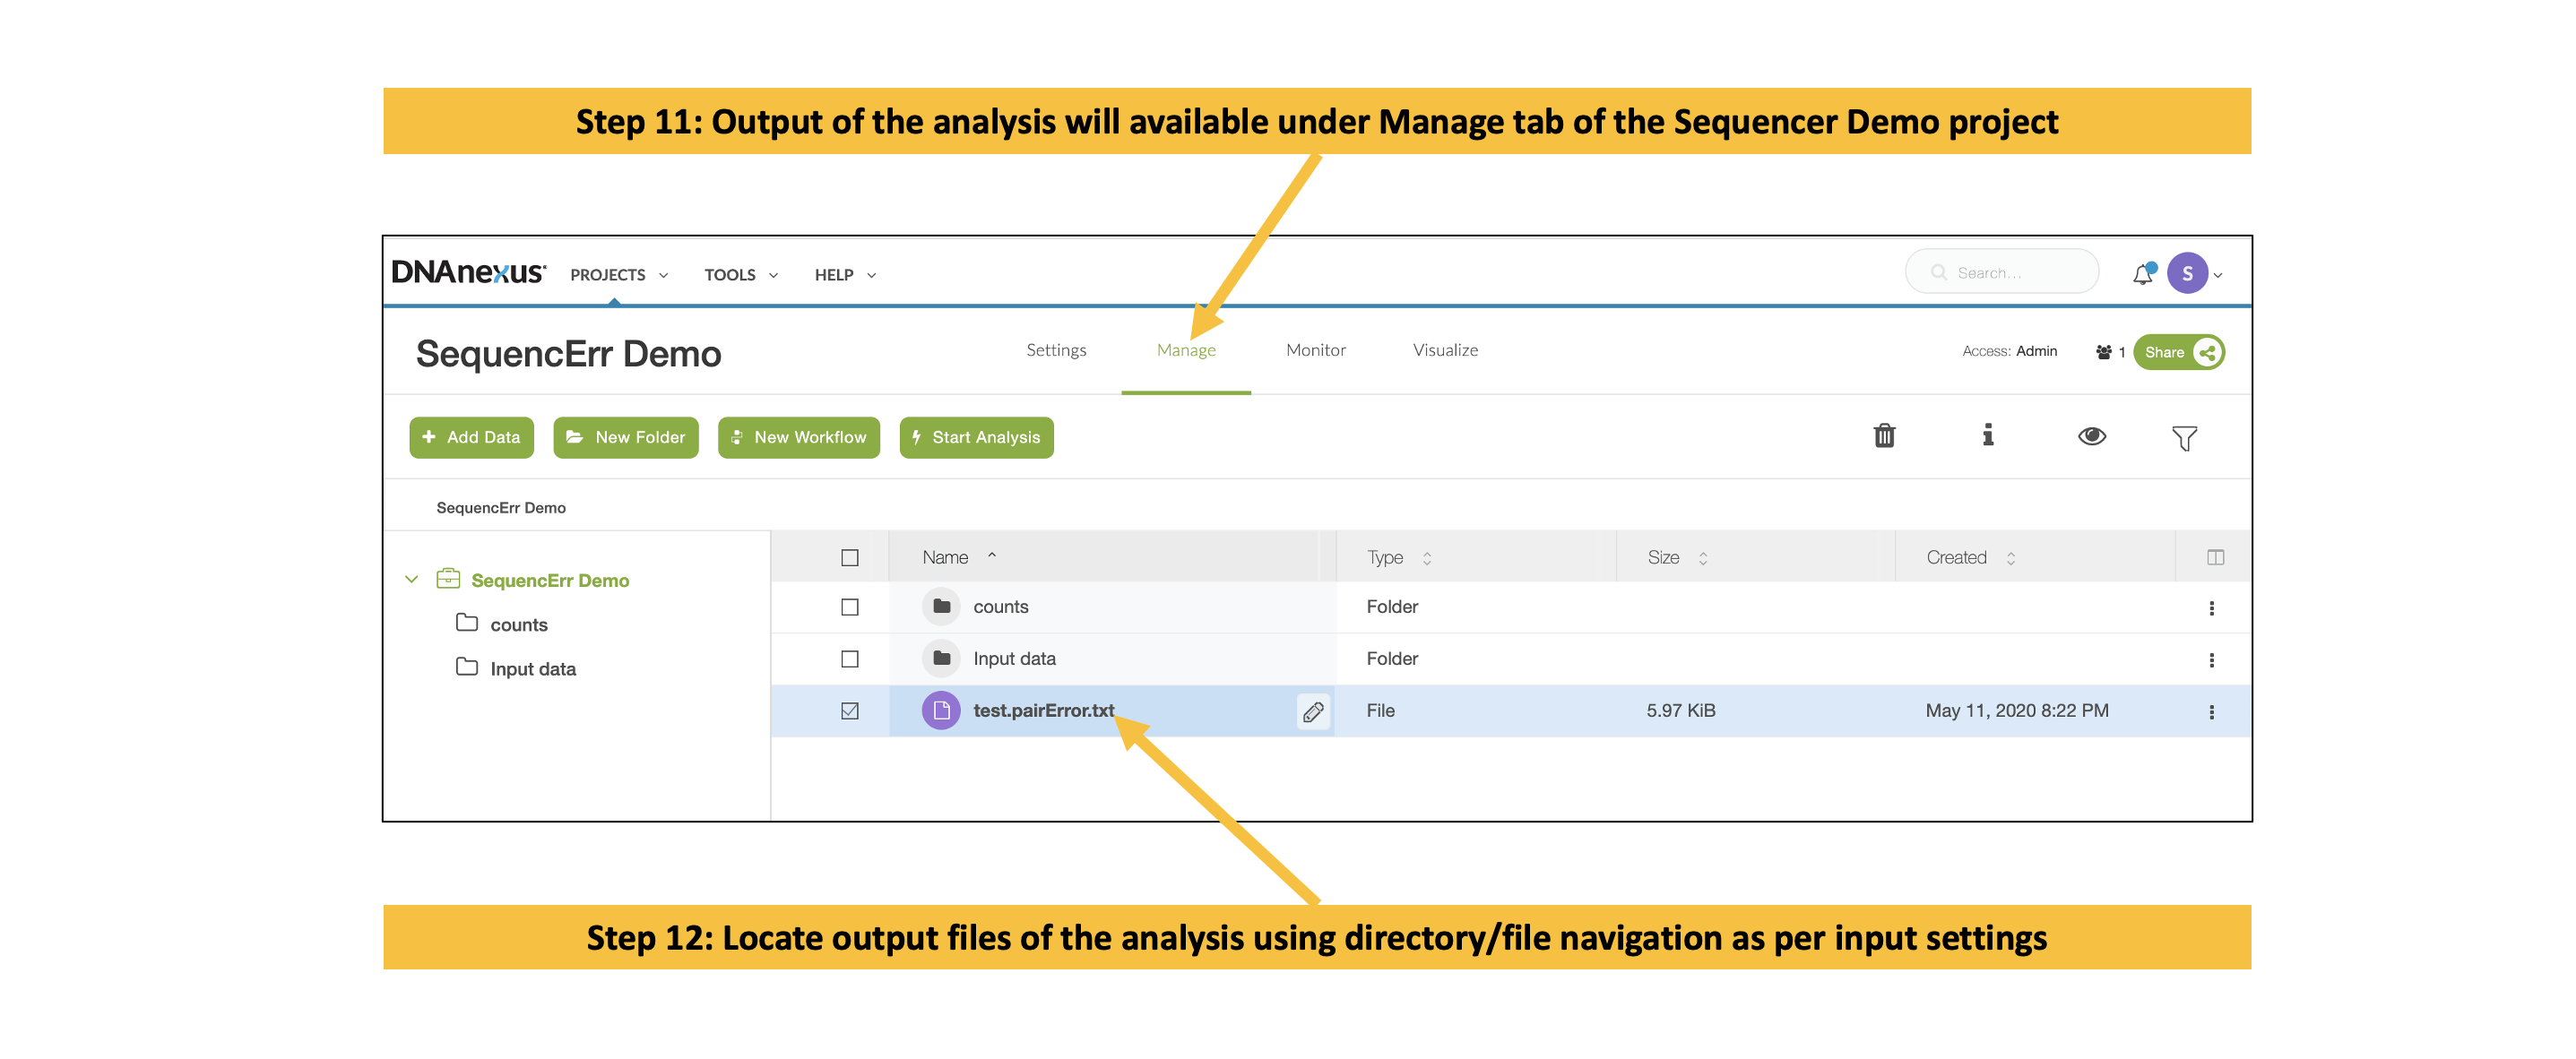 Step 11: Output of the analysis will available under Manage tab of the Sequencer Demo project
DNAnexus PROJECTS TOOLS HELP Search... S
SequencErr Demo Settings Manage Monitor Visualize Access: Admin 1 Share
Add Data New Folder New Workflow Start Analysis
SequencErr Demo
Name Type Size Created
SequencErr Demo
counts Folder
counts
Input data Folder
Input data
test.pairError.txt File 5.97 KiB May 11, 2020 8:22 PM
Step 12: Locate output files of the analysis using directory/file navigation as per input settings